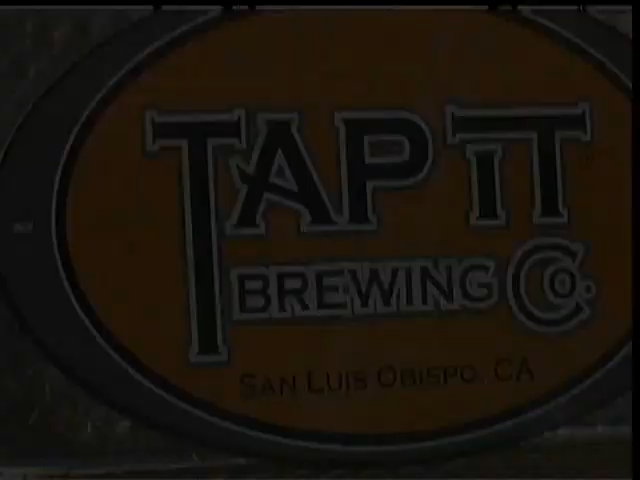 TAP IT
BREWING CO.
SAN LUIS OBISPO, CA